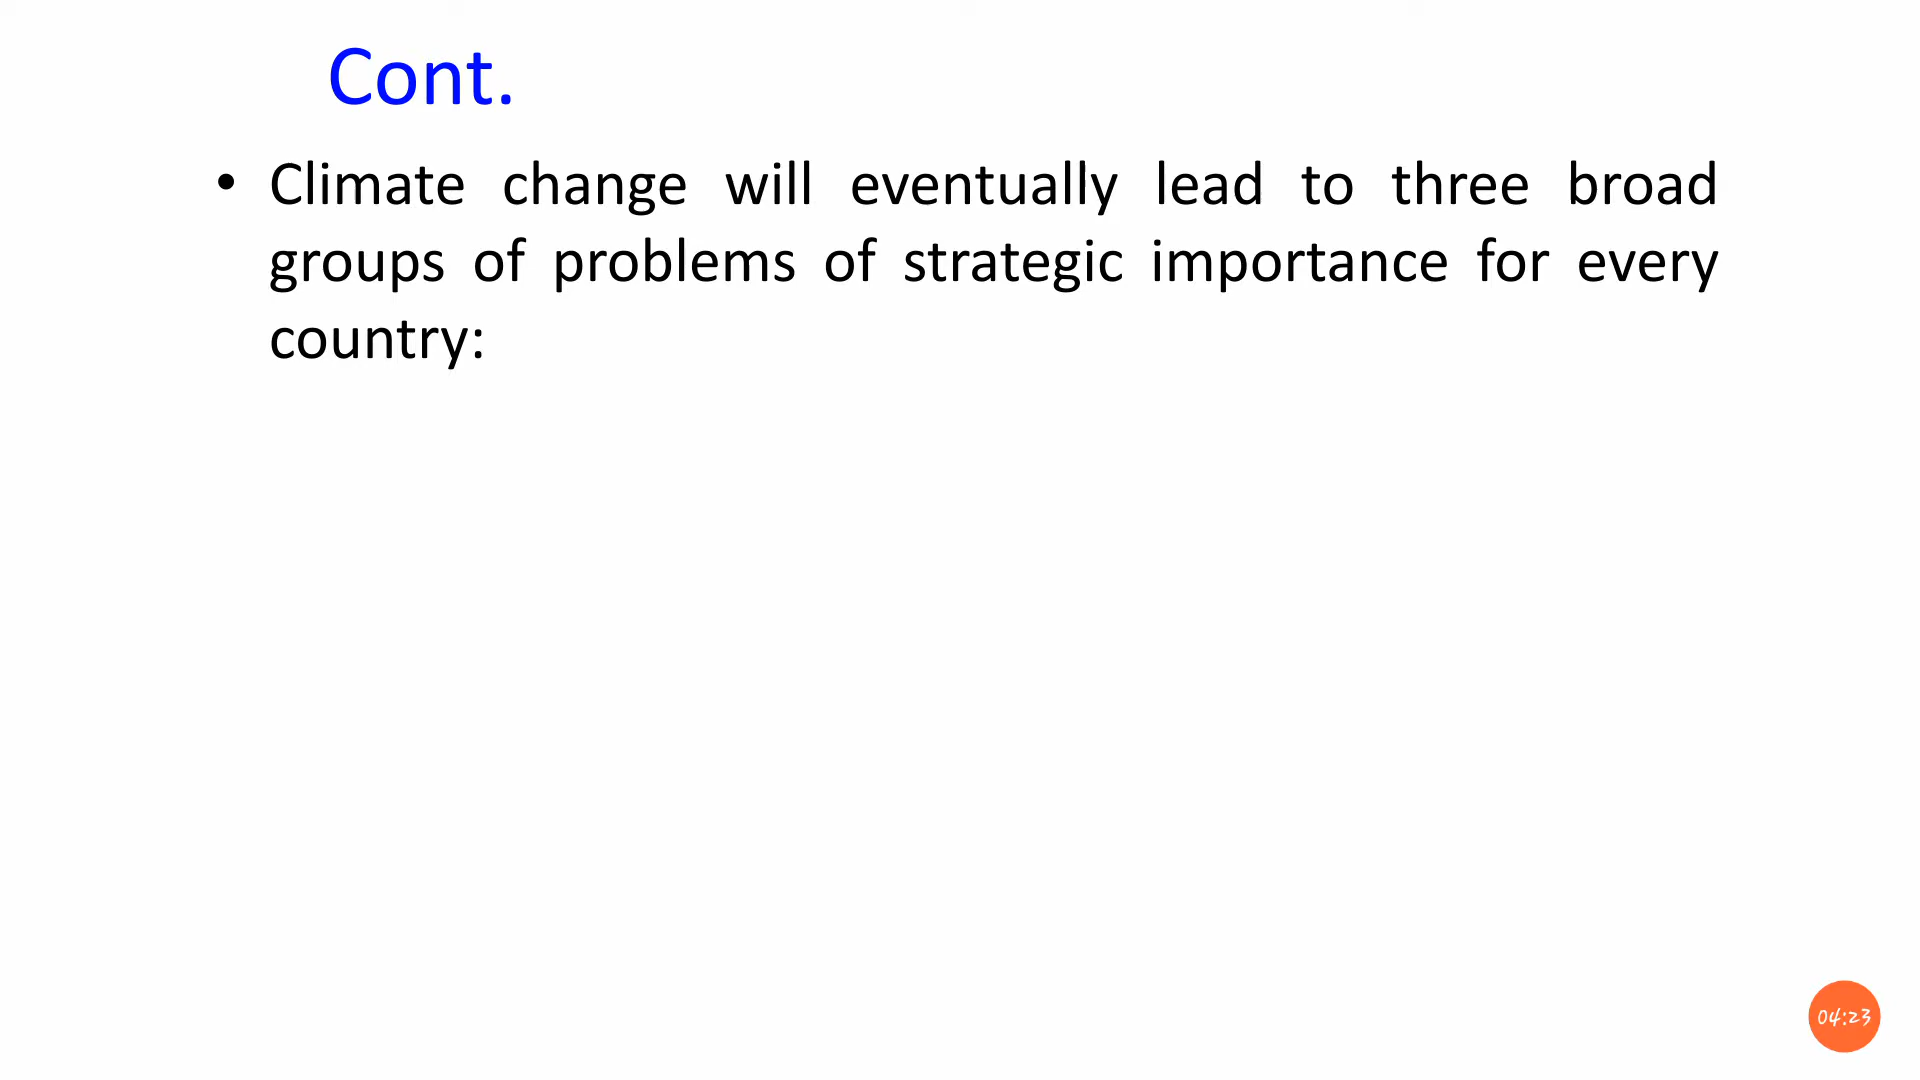 Cont.
• Climate change will eventually lead to three broad
groups of problems of strategic importance for every
country:
04:23